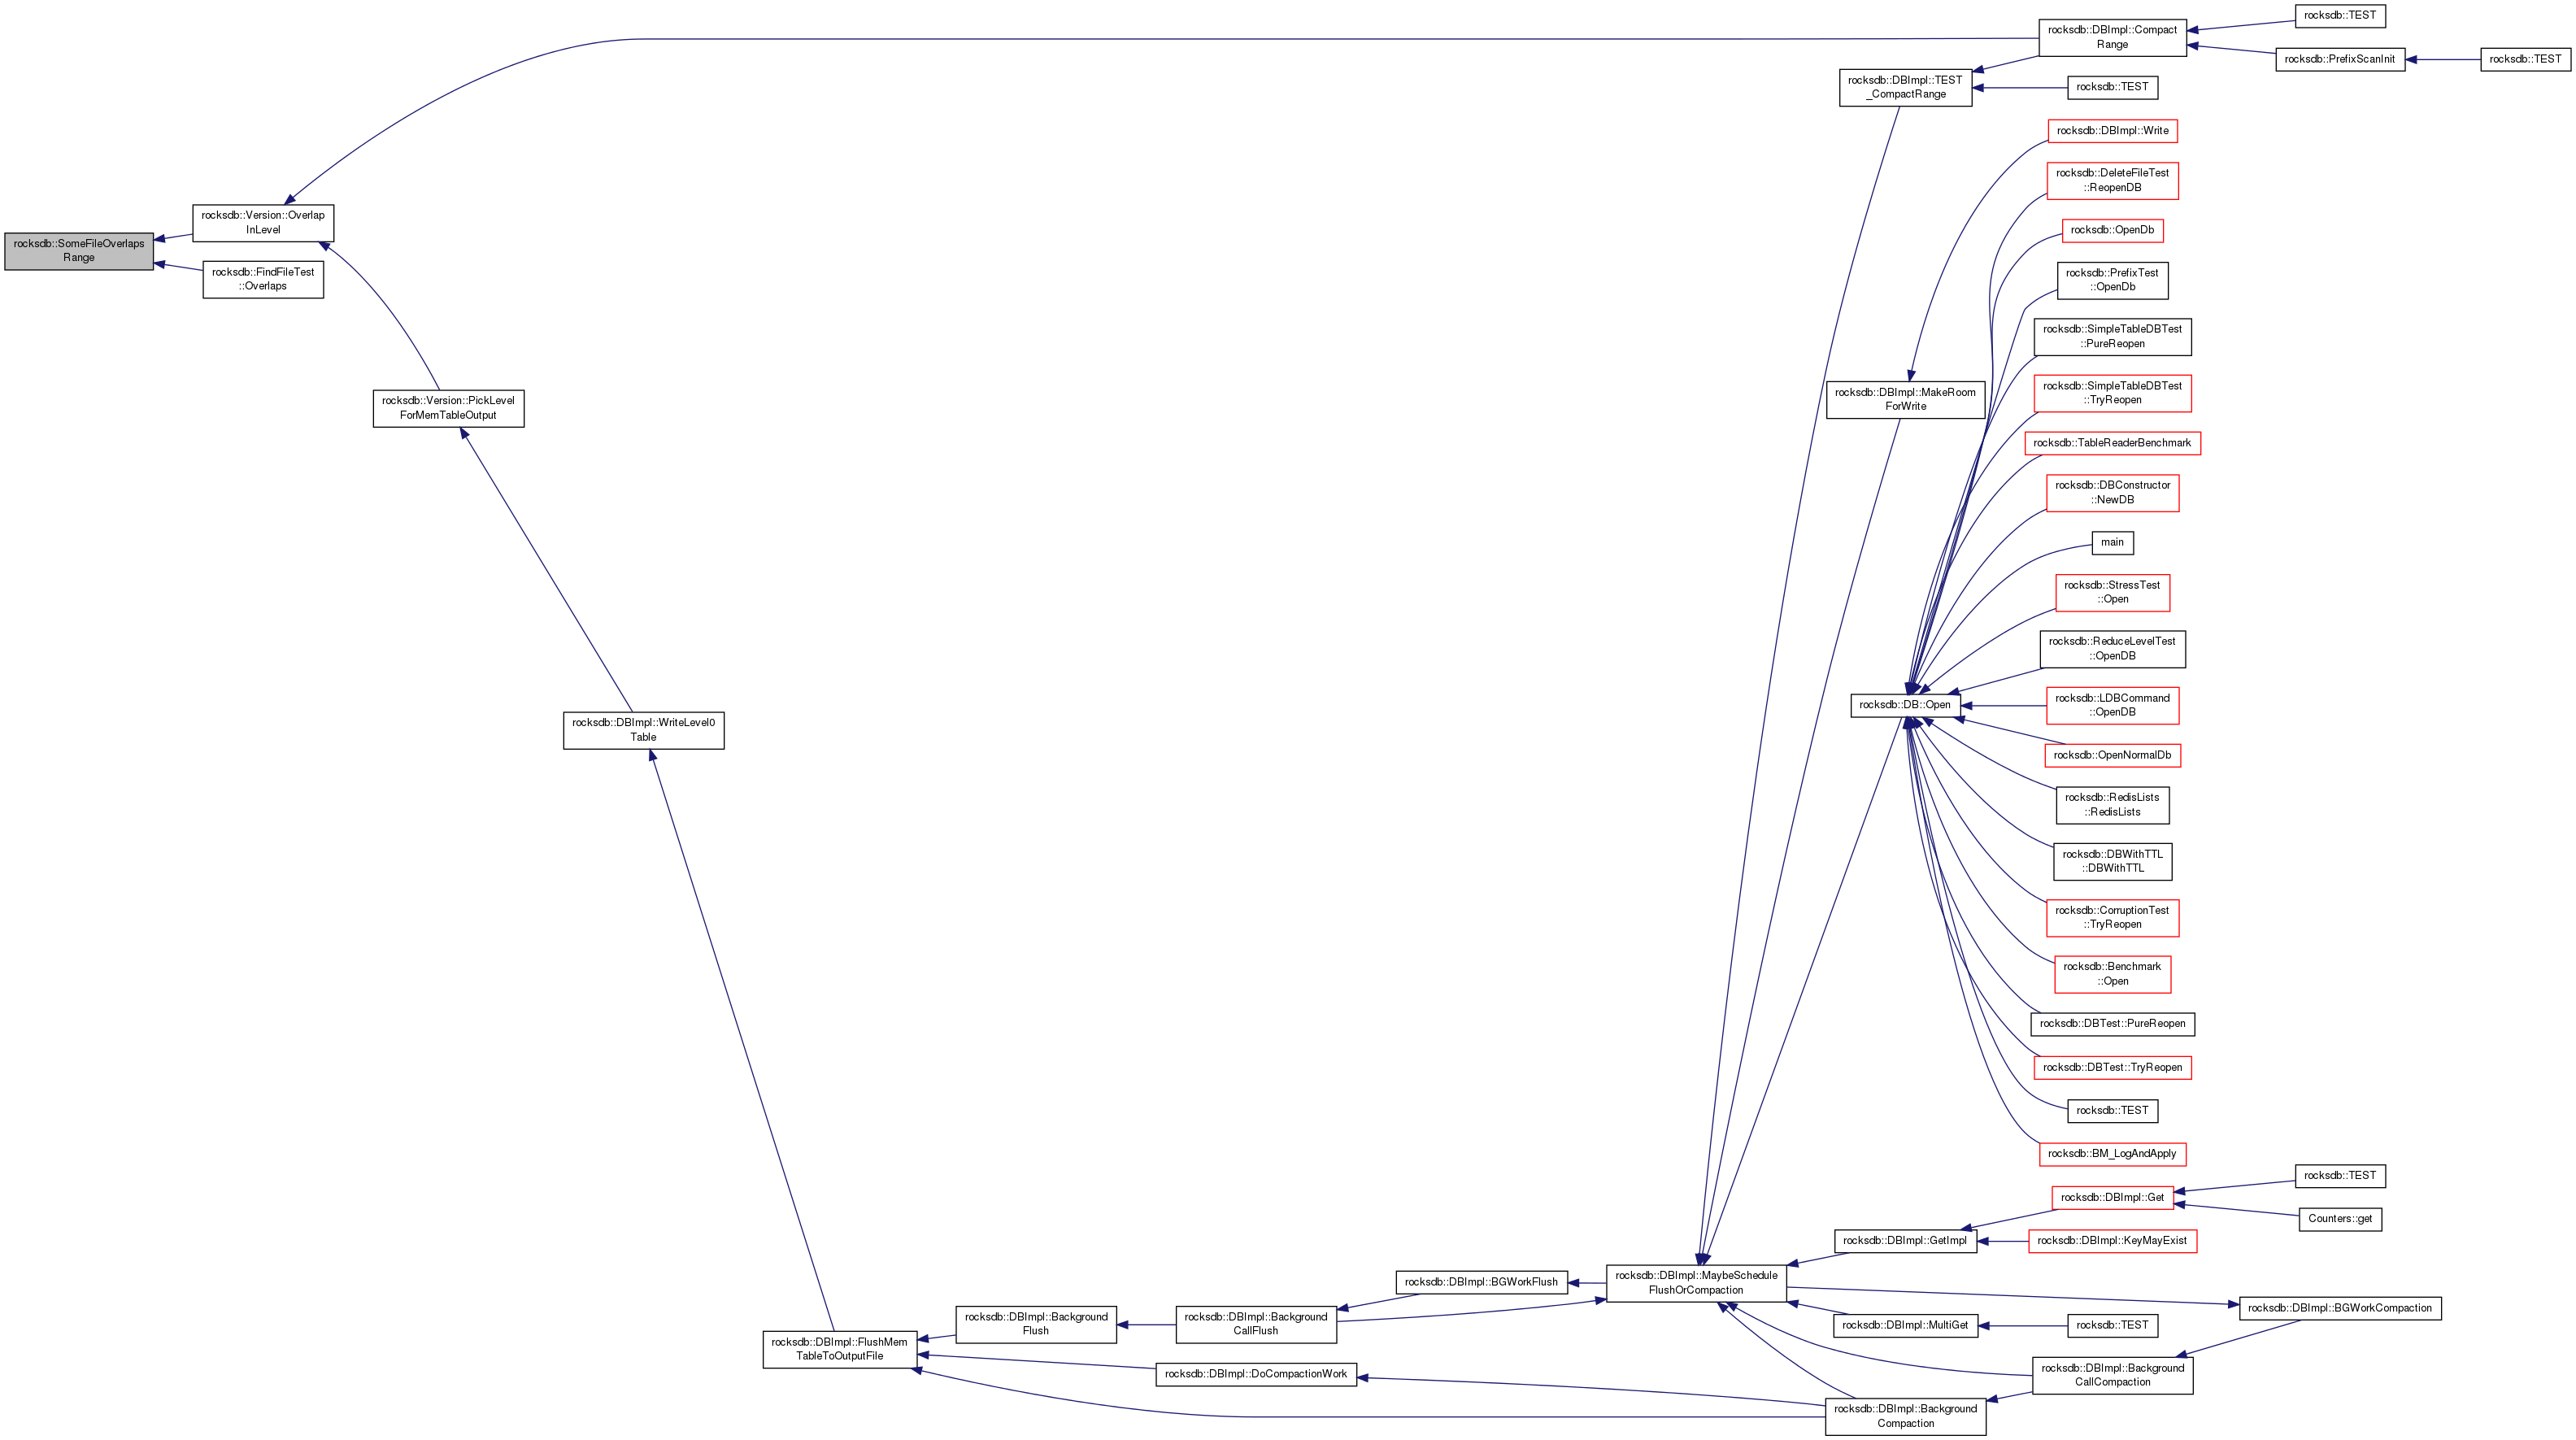 rocksdb::SomeFileOverlaps
Range
rocksdb::Version::Overlap
InLevel
rocksdb::FindFileTest
::Overlaps
rocksdb::Version::PickLevel
ForMemTableOutput
rocksdb::DBImpl::WriteLevel0
Table
rocksdb::DBImpl::FlushMem
TableToOutputFile
rocksdb::DBImpl::Background
Flush
rocksdb::DBImpl::DoCompactionWork
rocksdb::DBImpl::Background
CallFlush
rocksdb::DBImpl::BGWorkFlush
rocksdb::DBImpl::MaybeSchedule
FlushOrCompaction
rocksdb::DBImpl::TEST
_CompactRange
rocksdb::DBImpl::MakeRoom
ForWrite
rocksdb::DB::Open
rocksdb::DBImpl::GetImpl
rocksdb::DBImpl::MultiGet
rocksdb::DBImpl::Background
Compaction
rocksdb::DBImpl::Compact
Range
rocksdb::TEST
rocksdb::DBImpl::Write
rocksdb::DeleteFileTest
::ReopenDB
rocksdb::OpenDb
rocksdb::PrefixTest
::OpenDb
rocksdb::SimpleTableDBTest
::PureReopen
rocksdb::SimpleTableDBTest
::TryReopen
rocksdb::TableReaderBenchmark
rocksdb::DBConstructor
::NewDB
main
rocksdb::StressTest
::Open
rocksdb::ReduceLevelTest
::OpenDB
rocksdb::LDBCommand
::OpenDB
rocksdb::OpenNormalDb
rocksdb::RedisLists
::RedisLists
rocksdb::DBWithTTL
::DBWithTTL
rocksdb::CorruptionTest
::TryReopen
rocksdb::Benchmark
::Open
rocksdb::DBTest::PureReopen
rocksdb::DBTest::TryReopen
rocksdb::TEST
rocksdb::BM_LogAndApply
rocksdb::DBImpl::Get
rocksdb::DBImpl::KeyMayExist
rocksdb::TEST
rocksdb::DBImpl::Background
CallCompaction
rocksdb::TEST
rocksdb::PrefixScanInit
rocksdb::TEST
rocksdb::TEST
Counters::get
rocksdb::DBImpl::BGWorkCompaction